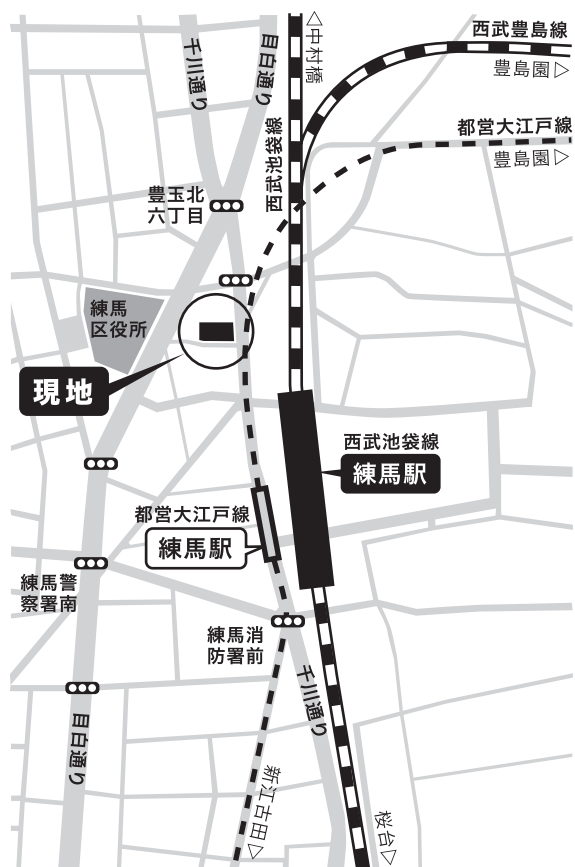 △中村橋
西武豊島線
豊島園▷
千川通り
目白通り
西武池袋線
都営大江戸線
豊島園▷
豊玉北
六丁目
練馬
区役所
現地
西武池袋線
練馬駅
都営大江戸線
練馬駅
練馬警
察署南
練馬消
防署前
千川通り
目白通り
新江古田▷
桜台▷